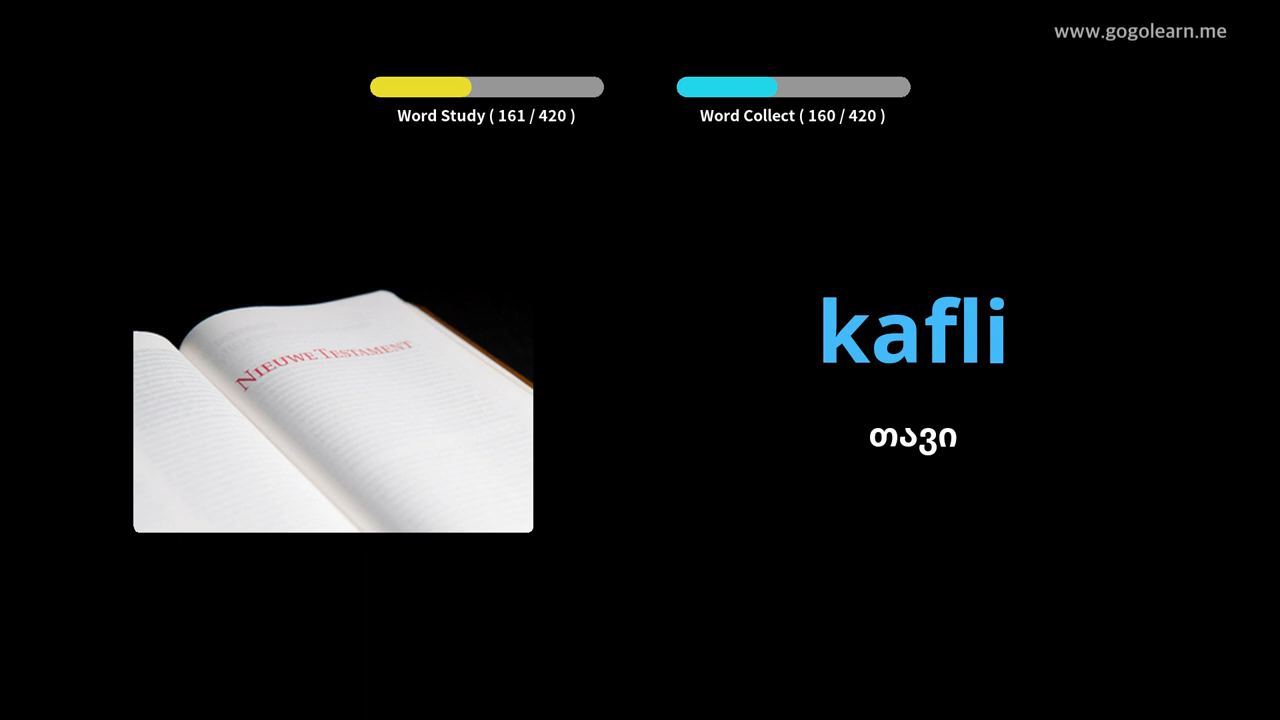 www.gogolearn.me
Word Study ( 161 / 420 )
Word Collect ( 160 / 420 )
NIEUWE TESTAMENT
kafli
თავი